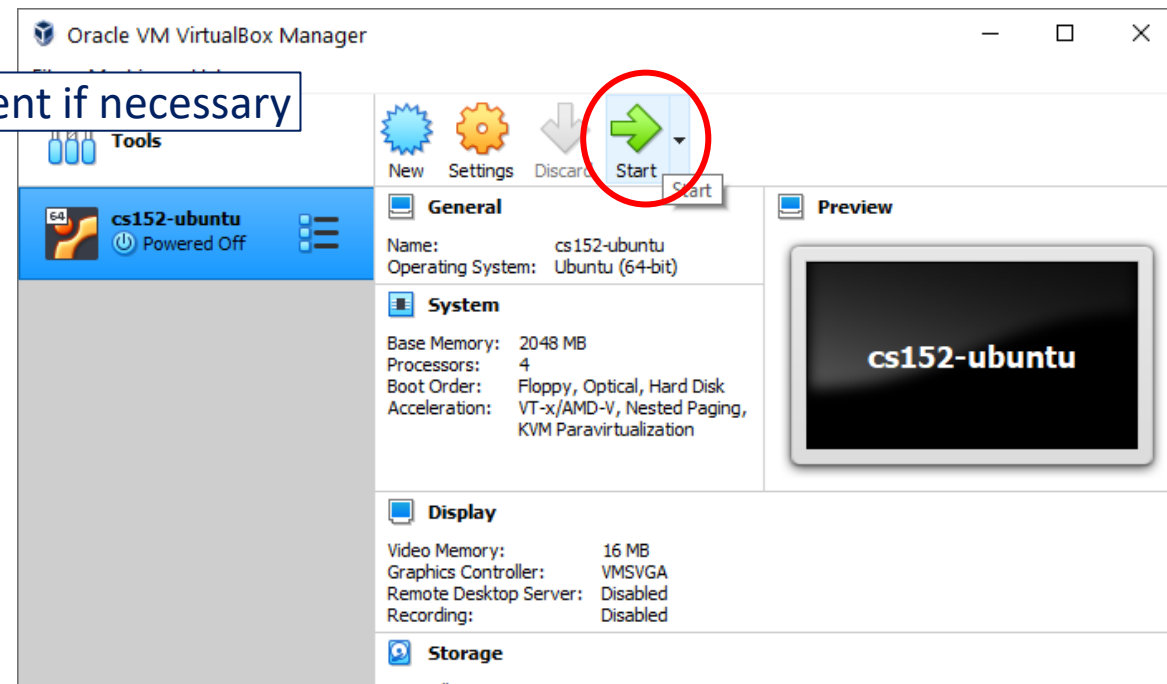 Oracle VM VirtualBox Manager
ent if necessary
Tools
New Settings Discard Start
Start
64
cs152-ubuntu
Powered Off
General
Name: cs152-ubuntu
Operating System: Ubuntu (64-bit)
System
Base Memory: 2048 MB
Processors: 4
Boot Order: Floppy, Optical, Hard Disk
Acceleration: VT-x/AMD-V, Nested Paging,
KVM Paravirtualization
Preview
cs152-ubuntu
Display
Video Memory: 16 MB
Graphics Controller: VMSVGA
Remote Desktop Server: Disabled
Recording: Disabled
Storage